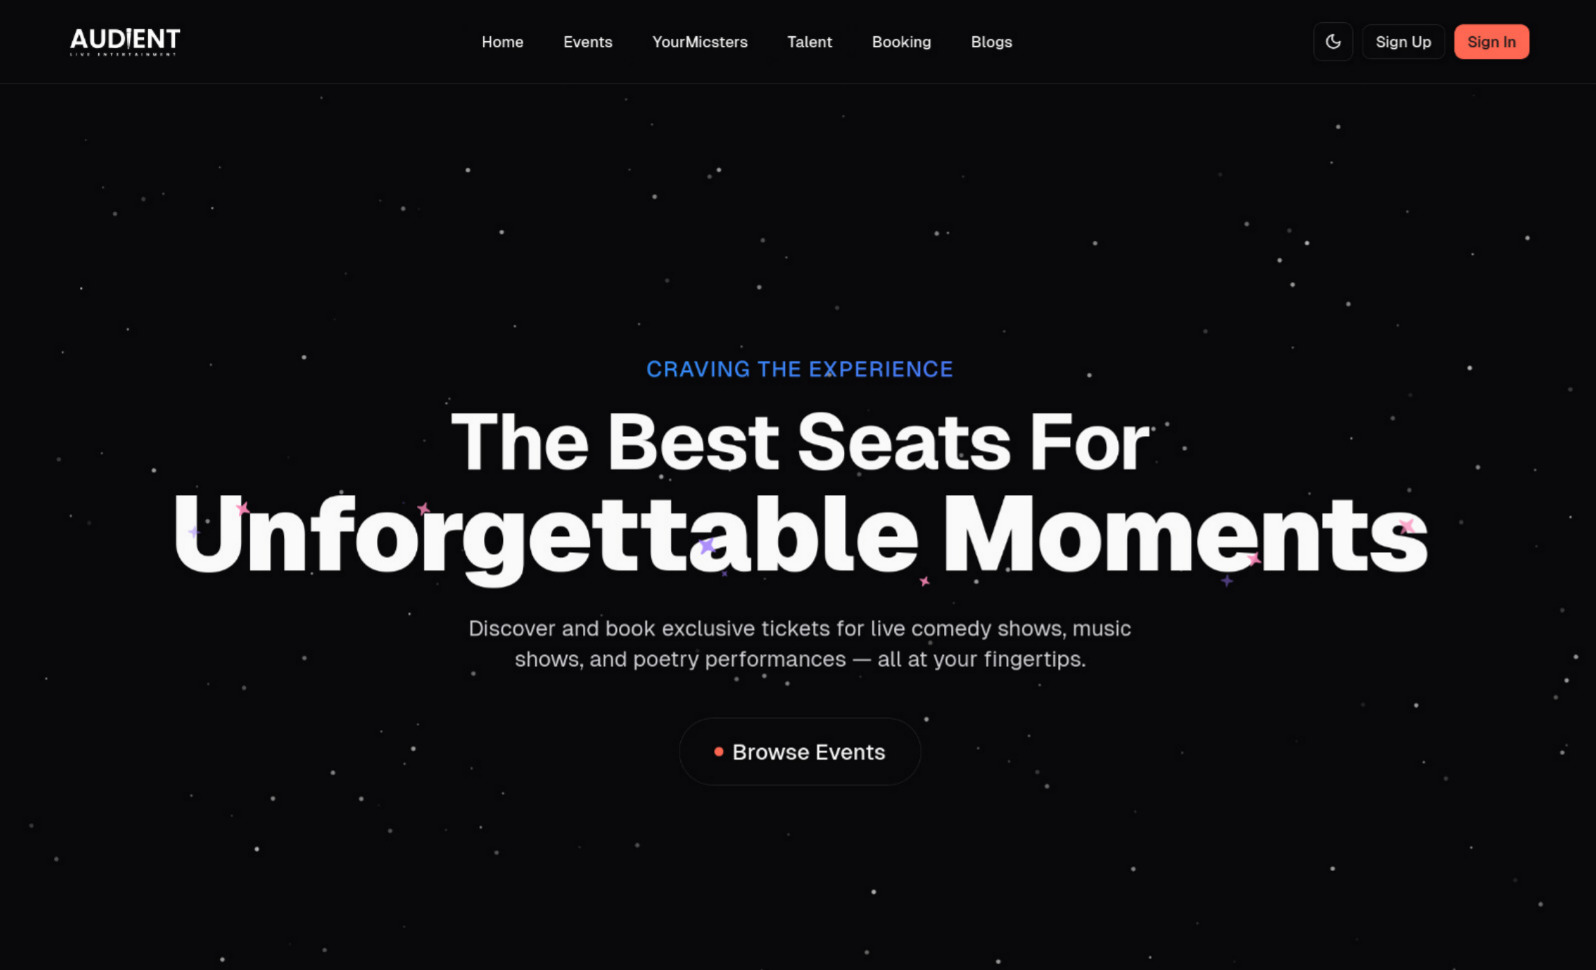 AUDIENT
LIVE ENTERTAINMENT
Home
Events
YourMicsters
Talent
Booking
Blogs
Sign Up
Sign In
CRAVING THE EXPERIENCE
The Best Seats For
Unforgettable Moments
Discover and book exclusive tickets for live comedy shows, music
shows, and poetry performances — all at your fingertips.
Browse Events